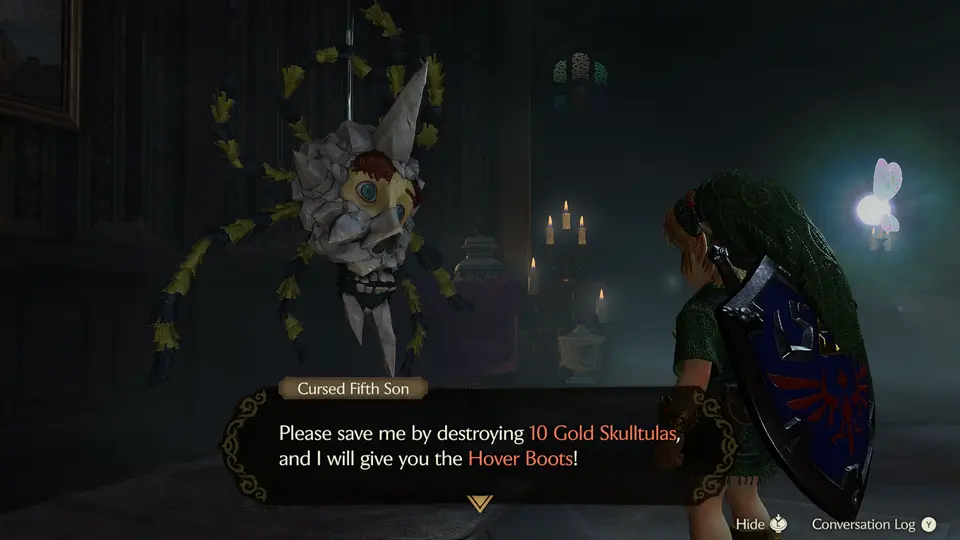 Cursed Fifth Son
Please save me by destroying 10 Gold Skulltulas,
and I will give you the Hover Boots!
Hide
Conversation Log Y